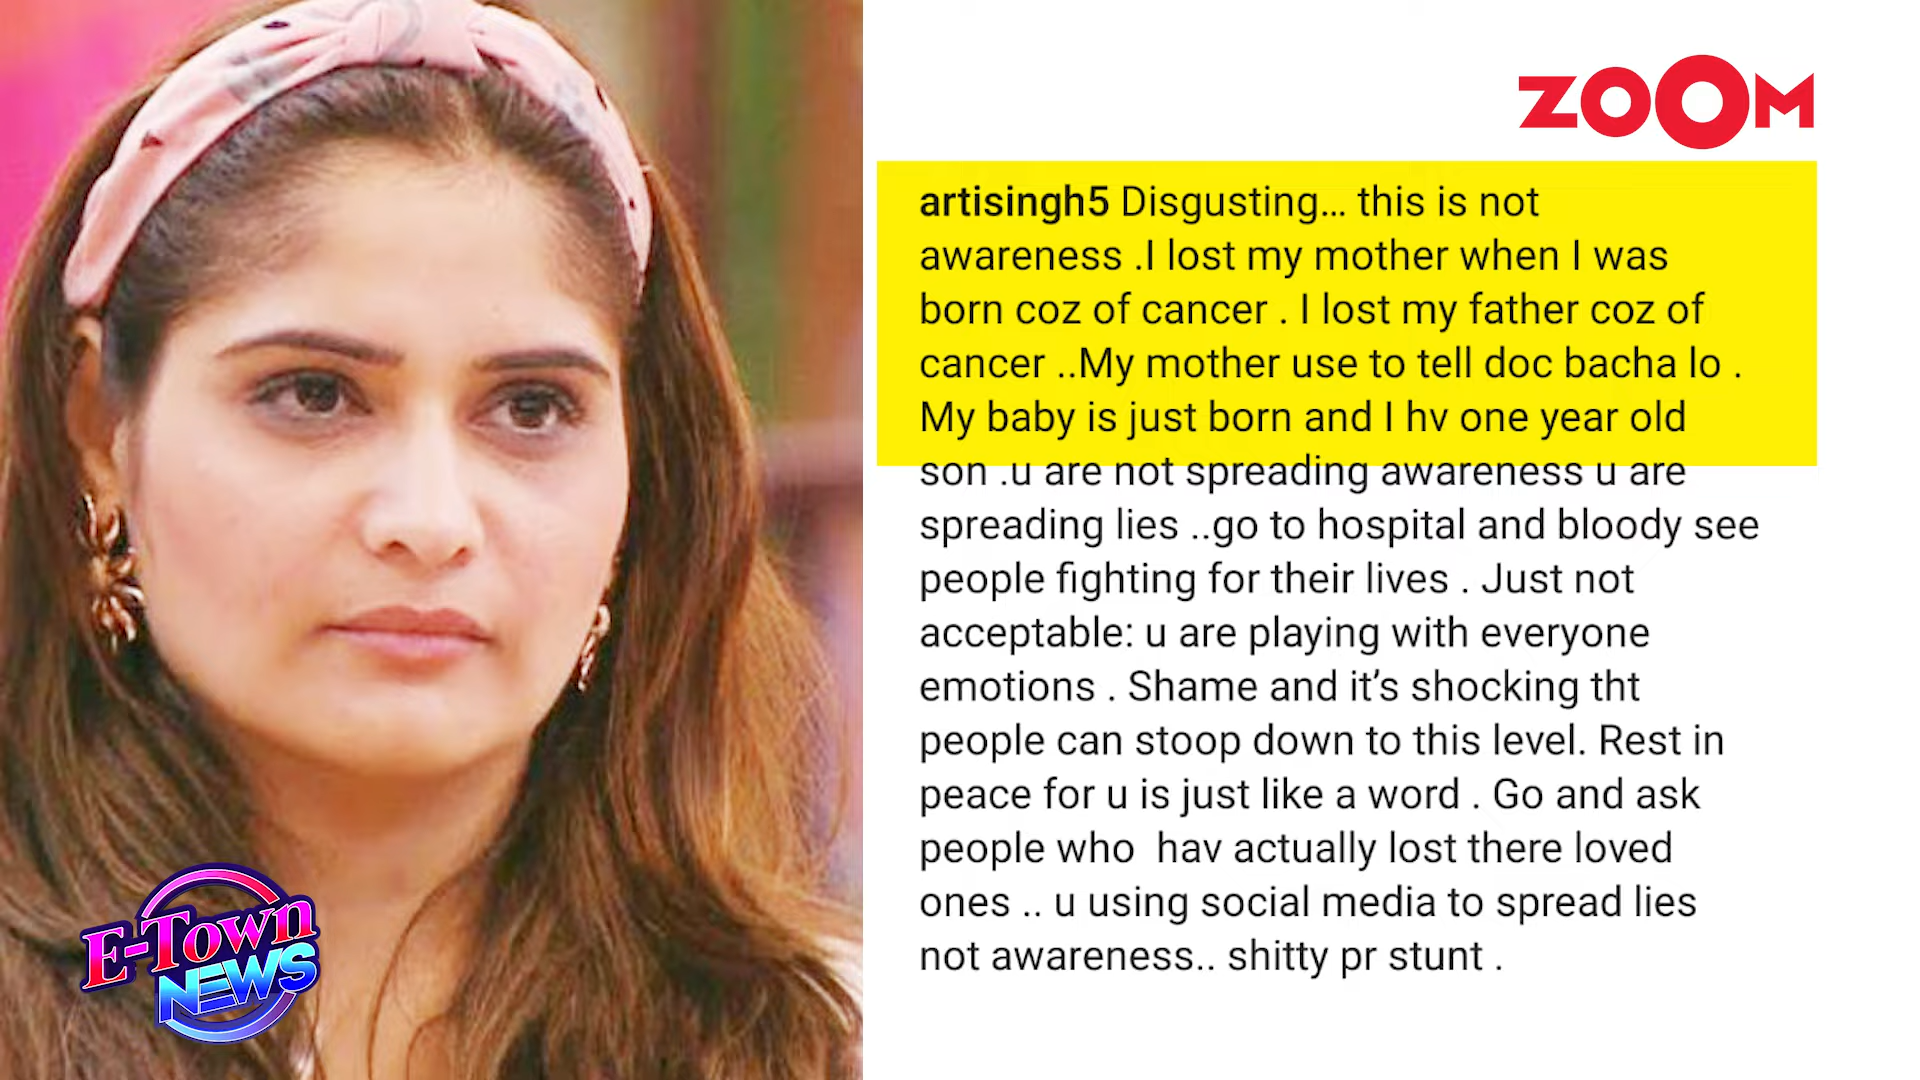 ZOOM
artisingh5 Disgusting... this is not
awareness .I lost my mother when I was
born coz of cancer . I lost my father coz of
cancer ..My mother use to tell doc bacha lo .
My baby is just born and I hv one year old
son .u are not spreading awareness u are
spreading lies ..go to hospital and bloody see
people fighting for their lives . Just not
acceptable: u are playing with everyone
emotions . Shame and it’s shocking tht
people can stoop down to this level. Rest in
peace for u is just like a word . Go and ask
people who  hav actually lost there loved
ones .. u using social media to spread lies
not awareness.. shitty pr stunt .
E-Town
NEWS